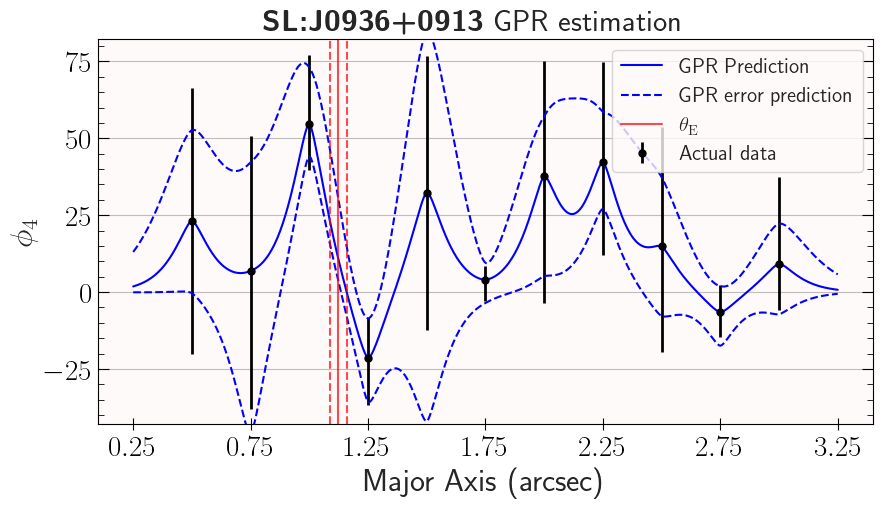 SL:J0936+0913 GPR estimation
75
50
25
0
−25
ϕ4
GPR Prediction
GPR error prediction
θE
Actual data
0.25 0.75 1.25 1.75 2.25 2.75 3.25
Major Axis (arcsec)